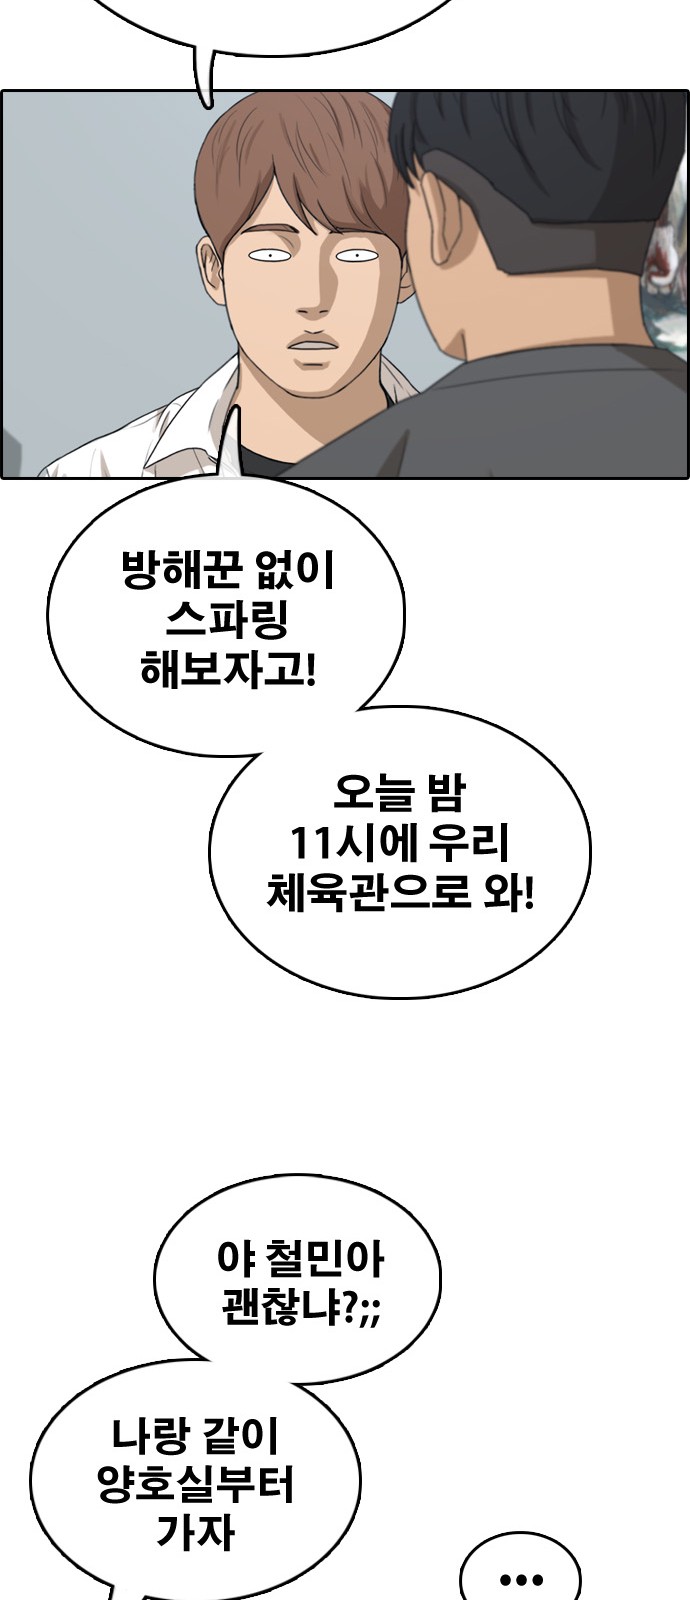 방해꾼 없이
스파링
해보자고!
오늘 밤
11시에 우리
체육관으로 와!
야 철민아
괜찮냐?;;
나랑 같이
양호실부터
가자
•••